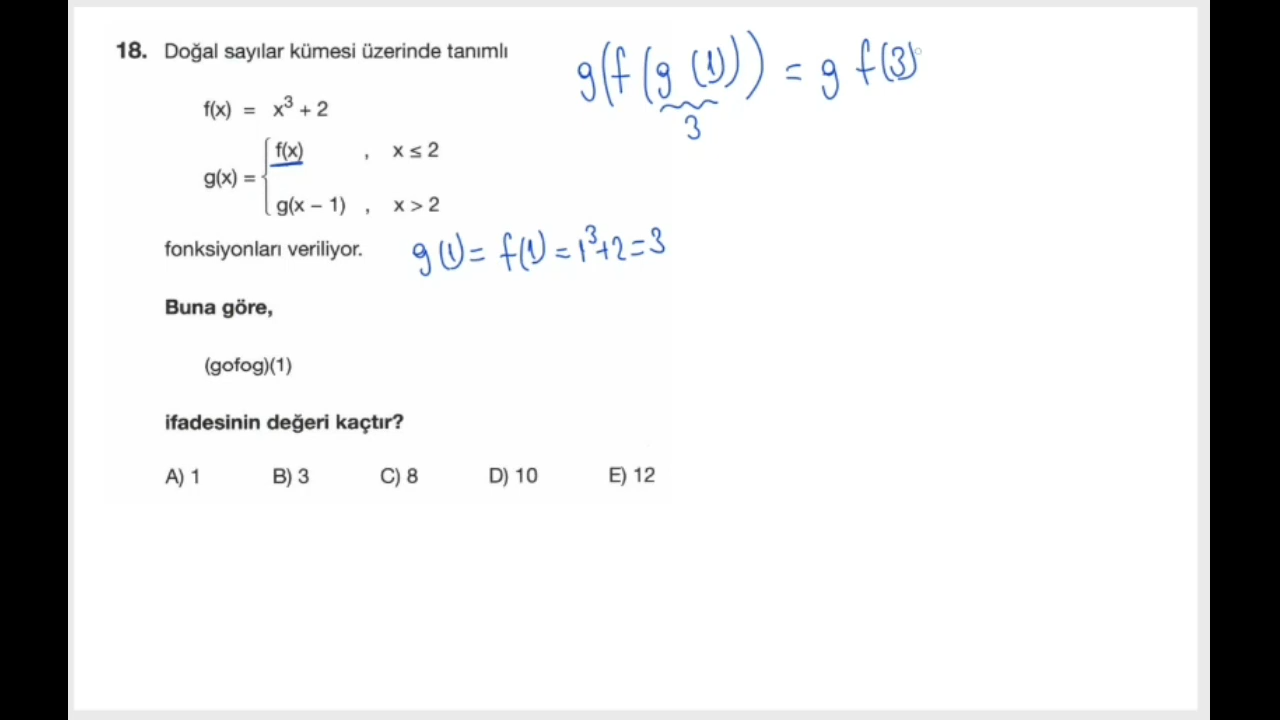 18. Doğal sayılar kümesi üzerinde tanımlı
g(f(g(1))) = g f(3)
3
f(x) = x³ + 2
g(x) = { f(x) , x ≤ 2
g(x − 1) , x > 2
fonksiyonları veriliyor.
g(1) = f(1) = 1³+2=3
Buna göre,
(gofog)(1)
ifadesinin değeri kaçtır?
A) 1 B) 3 C) 8 D) 10 E) 12